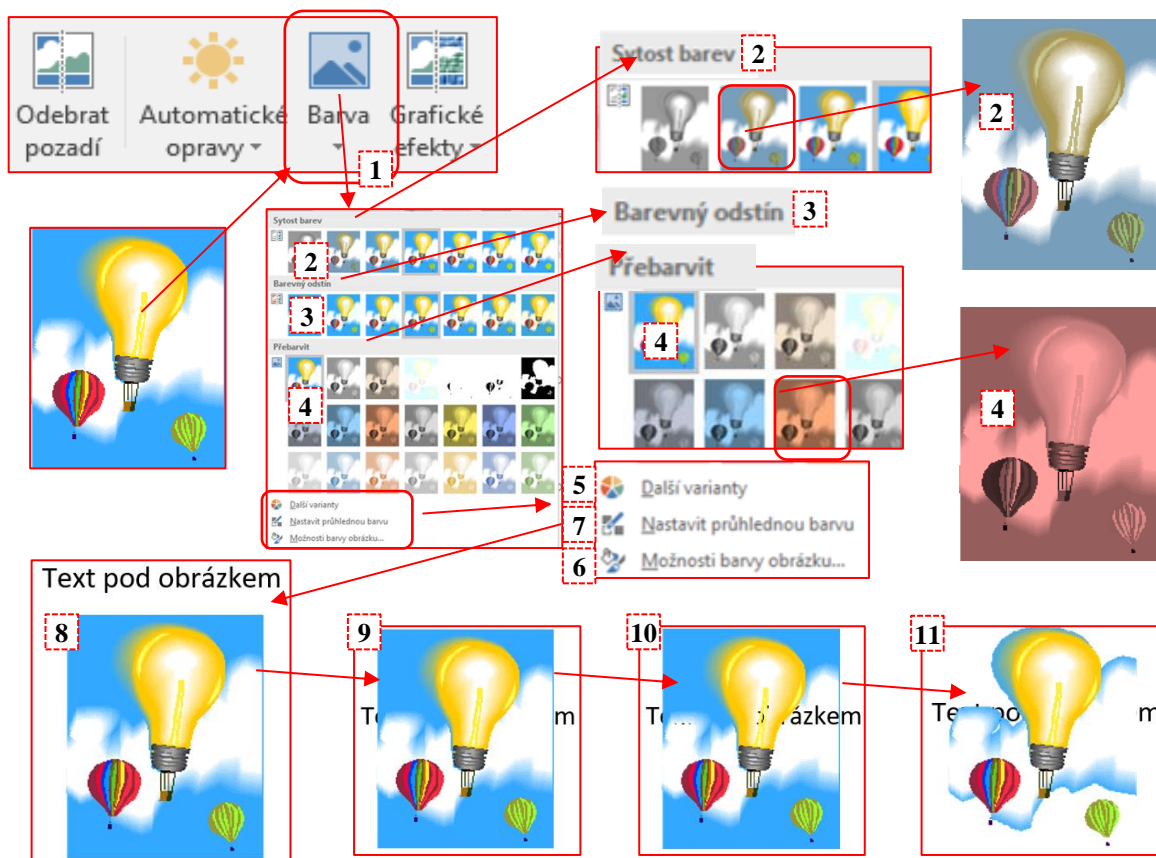 Odebrat
pozadí
Automatické
opravy
Barva
Grafické
efekty
1
Sytost barev
2
2
Barevný odstín
3
Přebarvit
4
4
Sytost barev
2
Barevný odstín
3
Přebarvit
4
Další varianty
Nastavit průhlednou barvu
Možnosti barvy obrázku...
5
Další varianty
7
Nastavit průhlednou barvu
6
Možnosti barvy obrázku...
Text pod obrázkem
8
9
10
11
m
ázkem
m